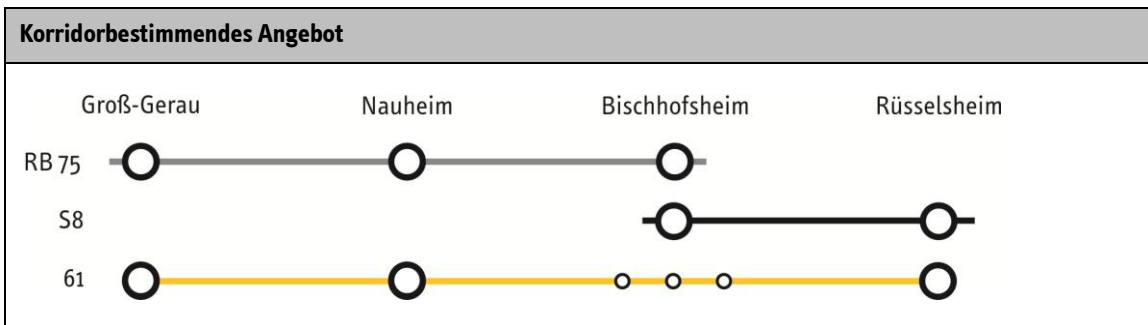 Korridorbestimmendes Angebot
Groß-Gerau Nauheim Bischhofsheim Rüsselsheim
RB 75
S8
61